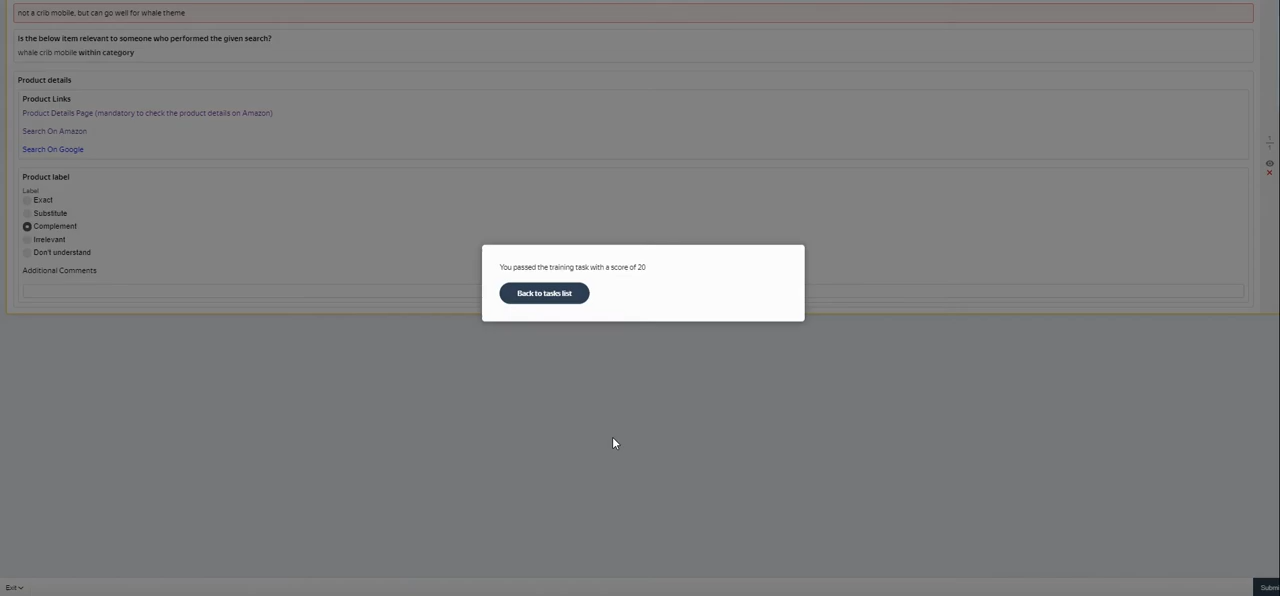 not a crib mobile, but can go well for whale theme
Is the below item relevant to someone who performed the given search?
whale crib mobile within category
Product details
Product Links
Product Details Page (mandatory to check the product details on Amazon)
Search On Amazon
Search On Google
Product label
Label
Exact
Substitute
Complement
Irrelevant
Don't understand
Additional Comments
You passed the training task with a score of 20
Back to tasks list
1
1
Exit
Submi